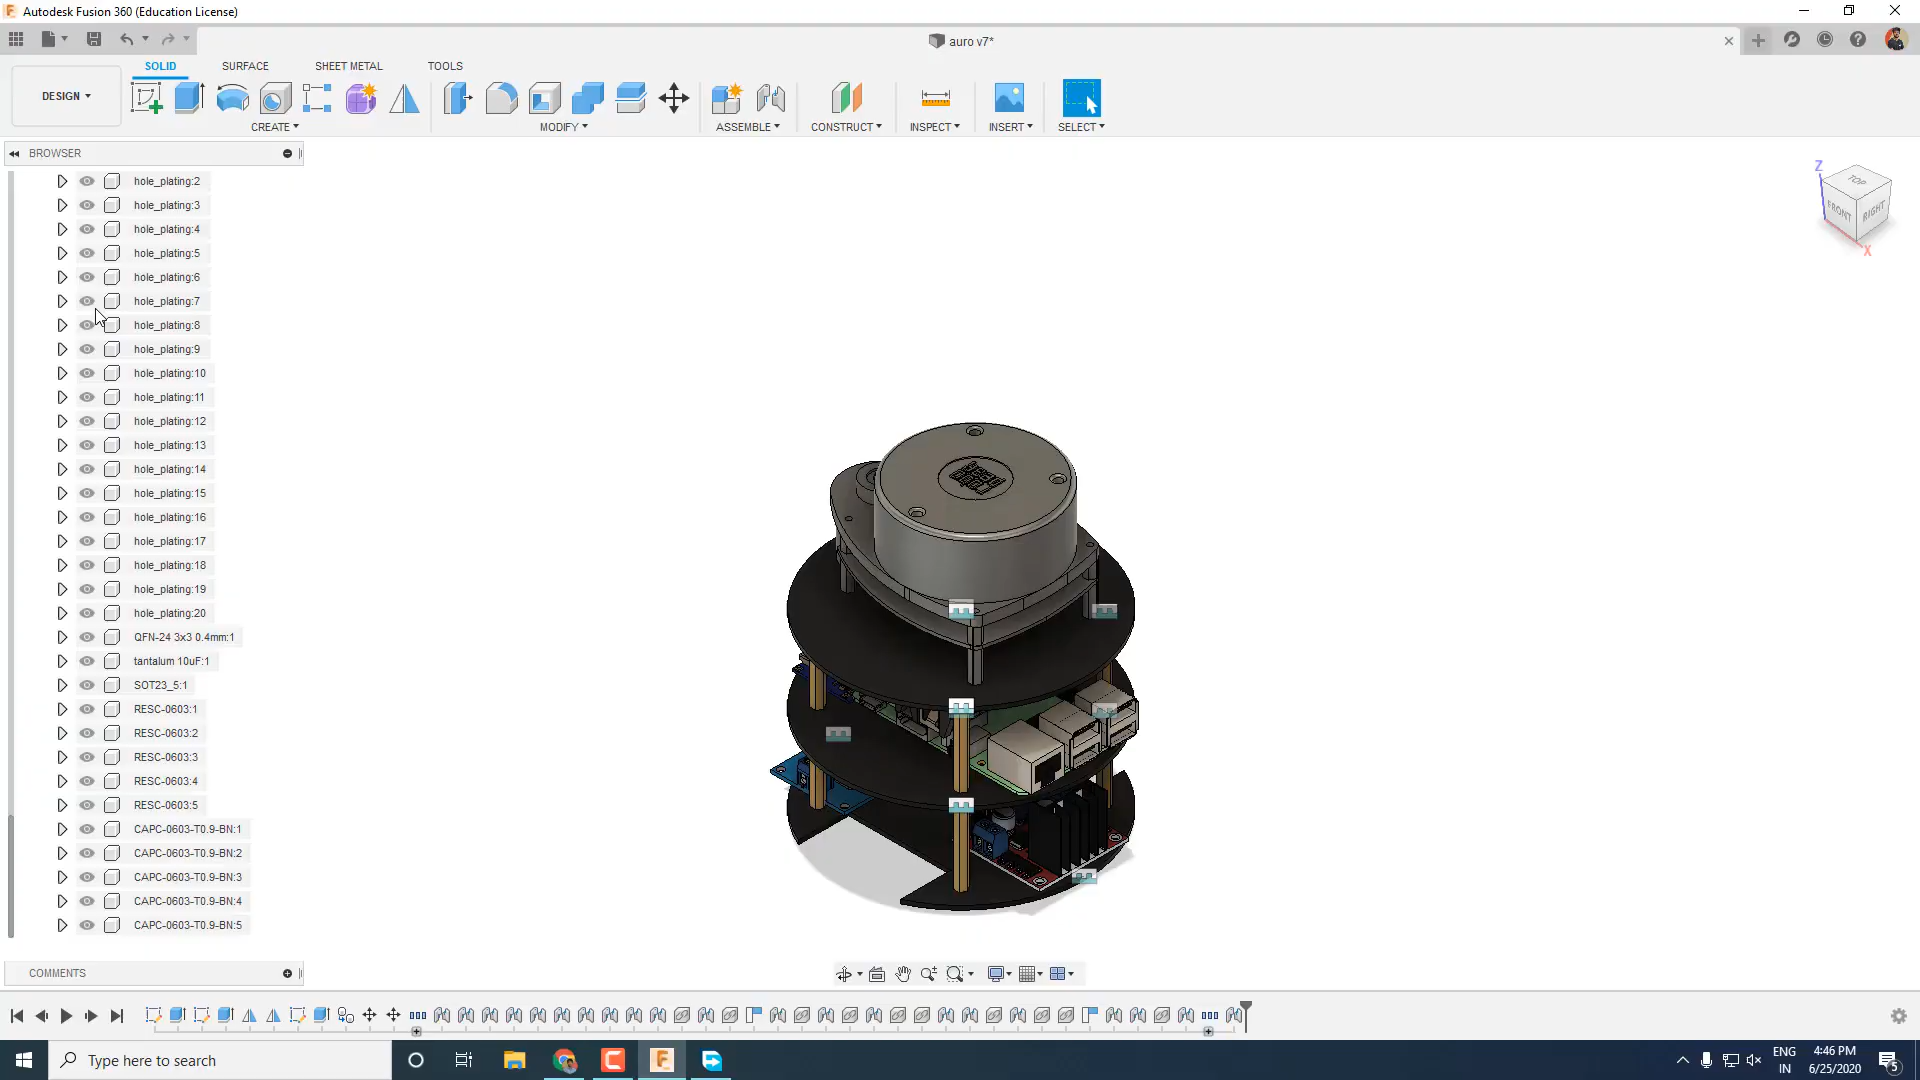 Autodesk Fusion 360 (Education License)
auro v7*
SOLID SURFACE SHEET METAL TOOLS
DESIGN
CREATE MODIFY ASSEMBLE CONSTRUCT INSPECT INSERT SELECT
BROWSER
hole_plating:2
hole_plating:3
hole_plating:4
hole_plating:5
hole_plating:6
hole_plating:7
hole_plating:8
hole_plating:9
hole_plating:10
hole_plating:11
hole_plating:12
hole_plating:13
hole_plating:14
hole_plating:15
hole_plating:16
hole_plating:17
hole_plating:18
hole_plating:19
hole_plating:20
QFN-24 3x3 0.4mm:1
tantalum 10uF:1
SOT23_5:1
RESC-0603:1
RESC-0603:2
RESC-0603:3
RESC-0603:4
RESC-0603:5
CAPC-0603-T0.9-BN:1
CAPC-0603-T0.9-BN:2
CAPC-0603-T0.9-BN:3
CAPC-0603-T0.9-BN:4
CAPC-0603-T0.9-BN:5
Z
TOP
FRONT RIGHT
X
COMMENTS
Type here to search
ENG
IN
4:46 PM
6/25/2020
5